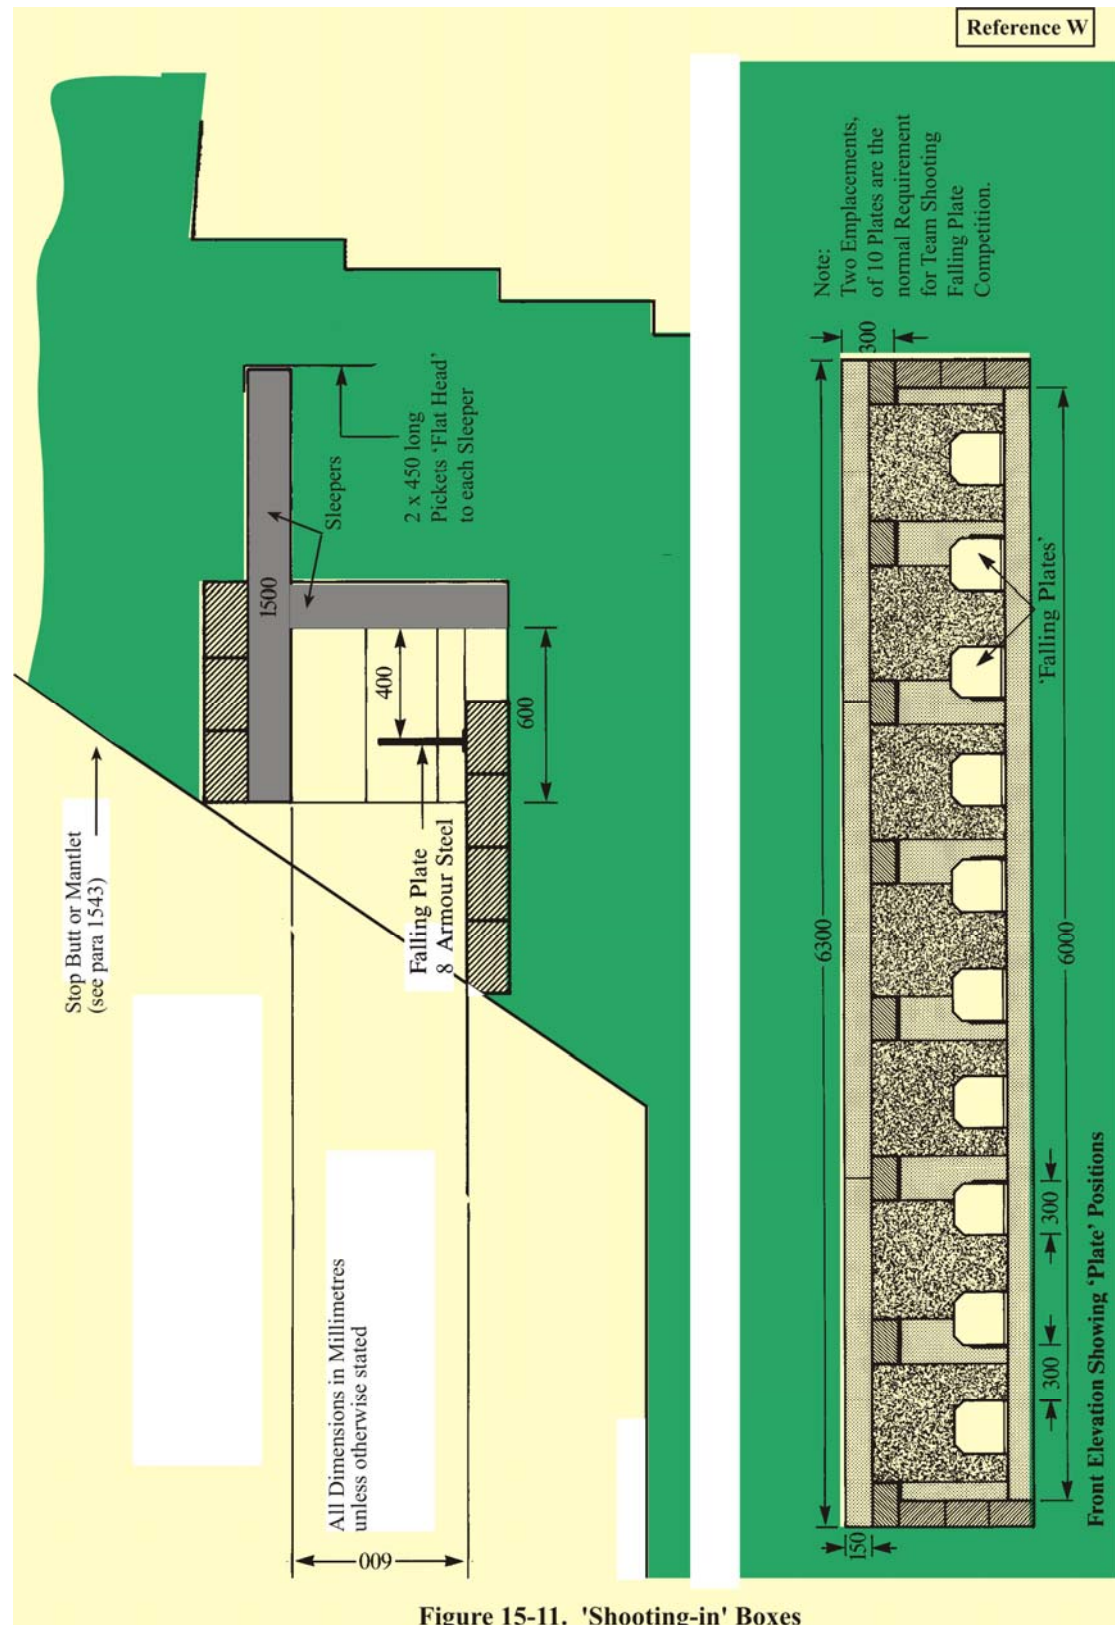 Reference W
Stop Butt or Mantlet
(see para 1543)
1500
Sleepers
2 x 450 long
Pickets ‘Flat Head’
to each Sleeper
400
600
Falling Plate
8 Armour Steel
All Dimensions in Millimetres
unless otherwise stated
600
Note:
Two Emplacements,
of 10 Plates are the
normal Requirement
for Team Shooting
Falling Plate
Competition.
300
6300
‘Falling Plates’
6000
300
300
150
Front Elevation Showing ‘Plate’ Positions
Figure 15-11. 'Shooting-in' Boxes